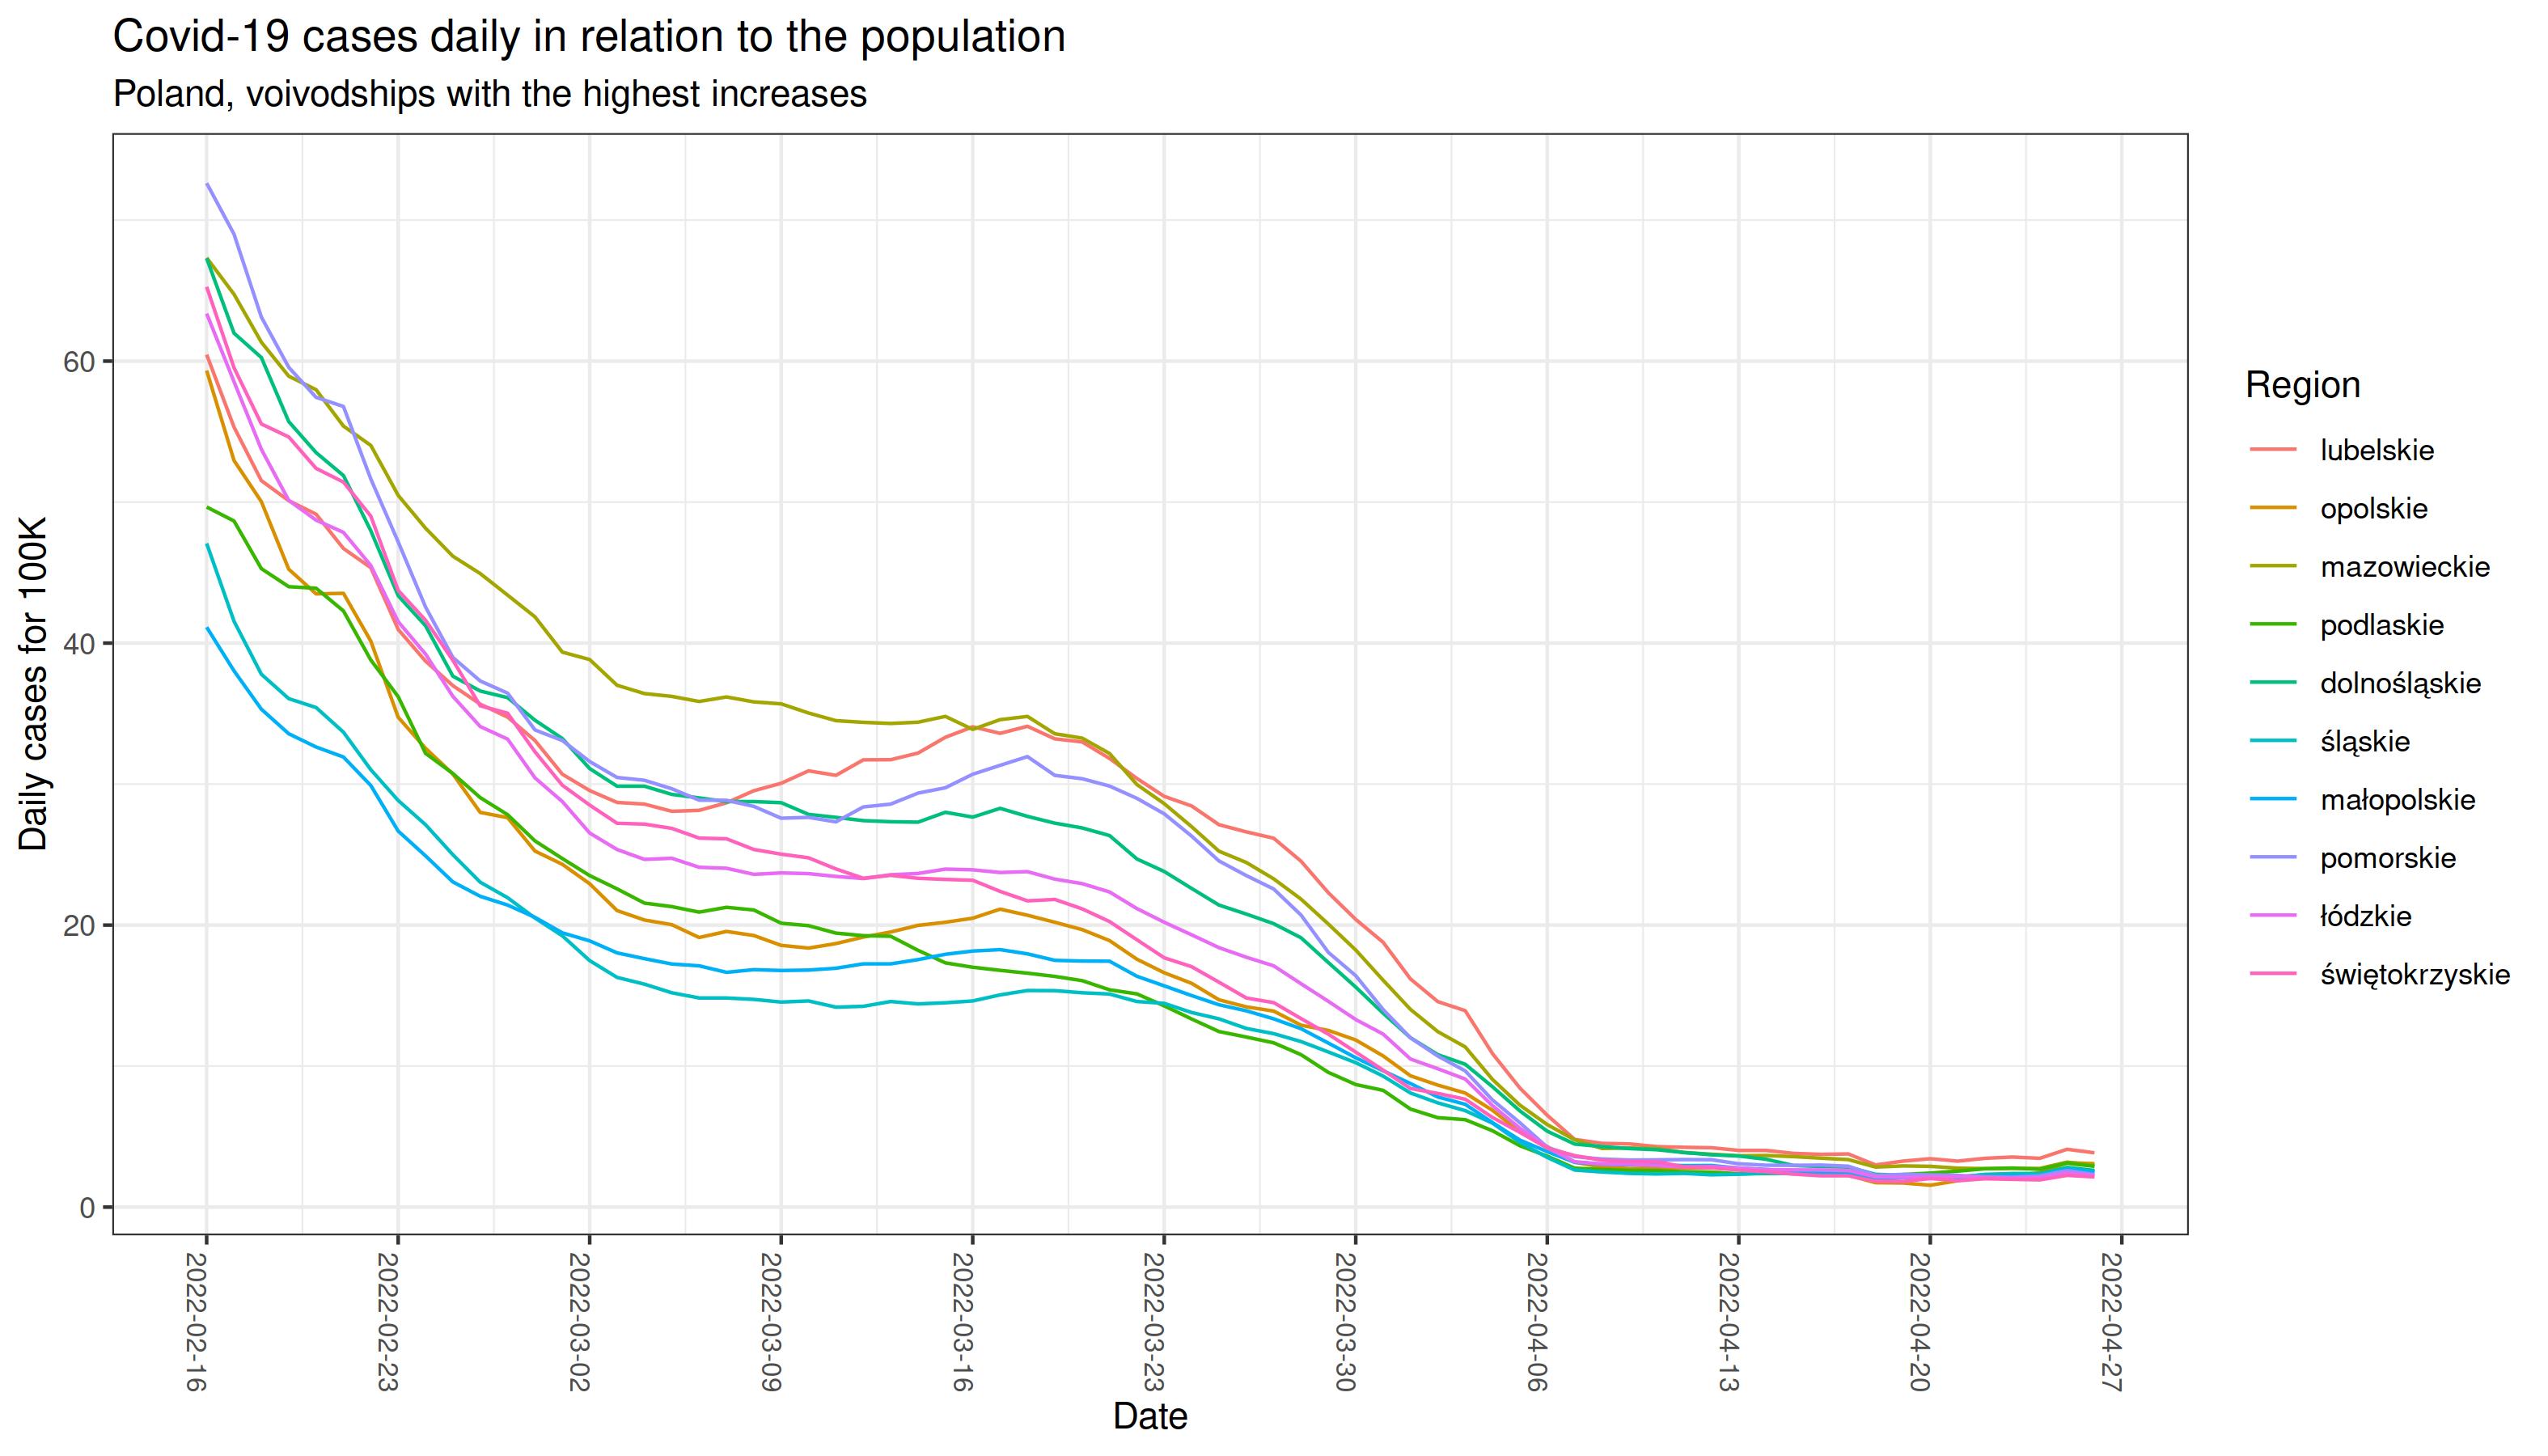 Covid-19 cases daily in relation to the population
Poland, voivodships with the highest increases
Daily cases for 100K
60
40
20
0
2022-02-16
2022-02-23
2022-03-02
2022-03-09
2022-03-16
2022-03-23
2022-03-30
2022-04-06
2022-04-13
2022-04-20
2022-04-27
Date
Region
lubelskie
opolskie
mazowieckie
podlaskie
dolnośląskie
śląskie
małopolskie
pomorskie
łódzkie
świętokrzyskie